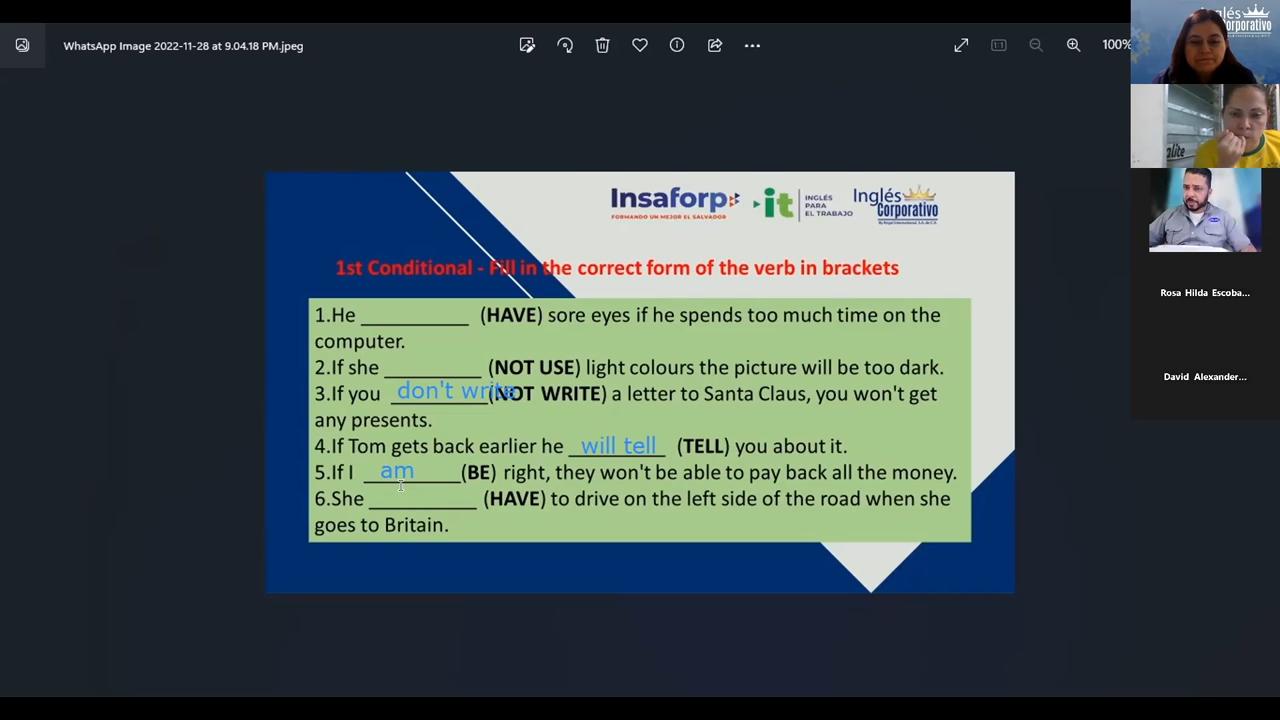 WhatsApp Image 2022-11-28 at 9.04.18 PM.jpeg
100%
Inglés
Corporativo
Insaforp
FORMANDO UN MEJOR EL SALVADOR
it
INGLÉS
PARA
EL TRABAJO
Inglés
Corporativo
1st Conditional - Fill in the correct form of the verb in brackets
1.He __________ (HAVE) sore eyes if he spends too much time on the
computer.
2.If she _________ (NOT USE) light colours the picture will be too dark.
3.If you don't write (NOT WRITE) a letter to Santa Claus, you won't get
any presents.
4.If Tom gets back earlier he will tell (TELL) you about it.
5.If I am (BE) right, they won't be able to pay back all the money.
6.She __________ (HAVE) to drive on the left side of the road when she
goes to Britain.
Rosa Hilda Escoba...
David Alexander...